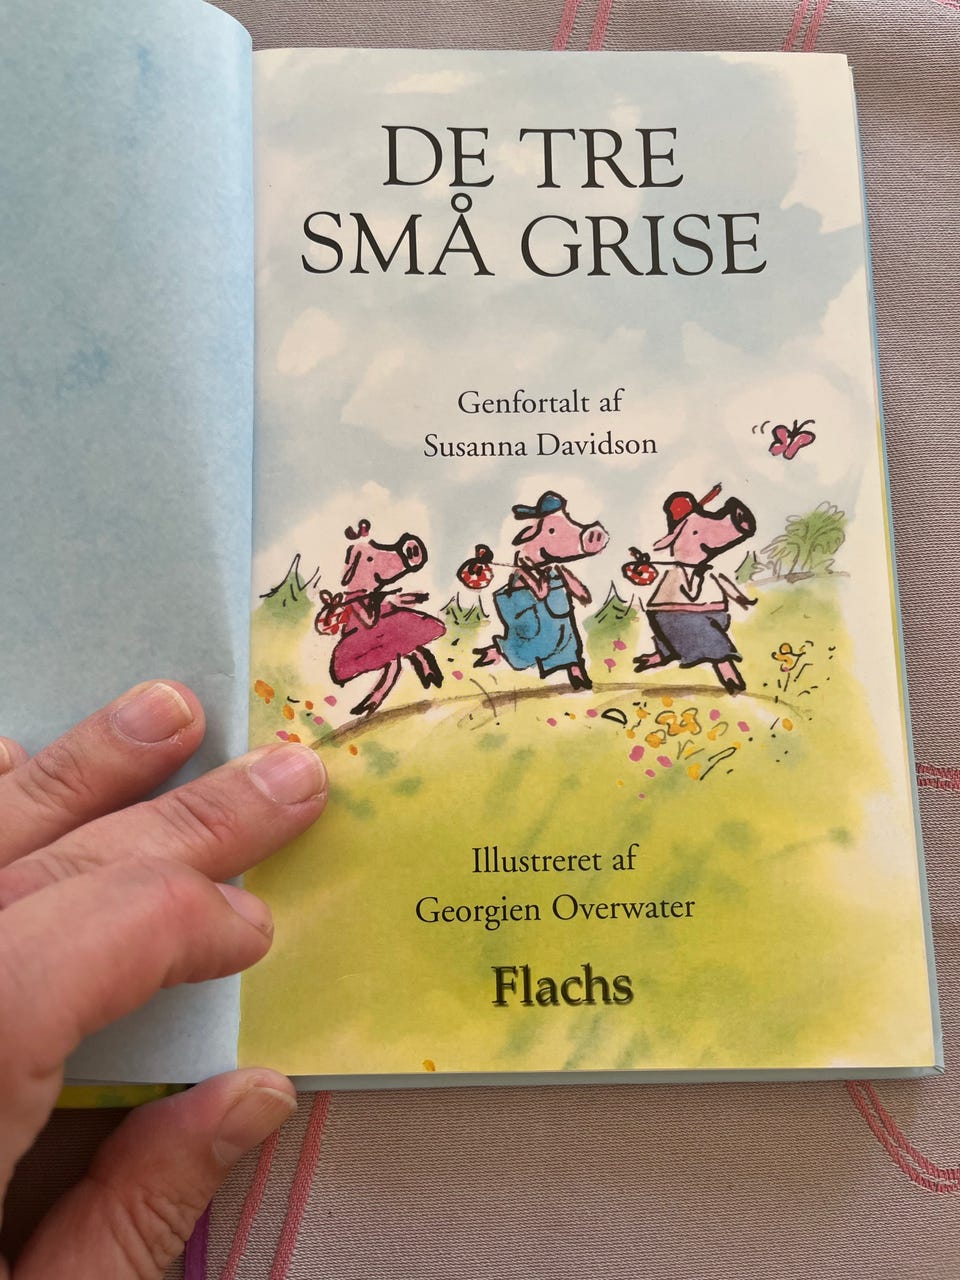 DE TRE
SMÅ GRISE
Genfortalt af
Susanna Davidson
Illustreret af
Georgien Overwater
Flachs